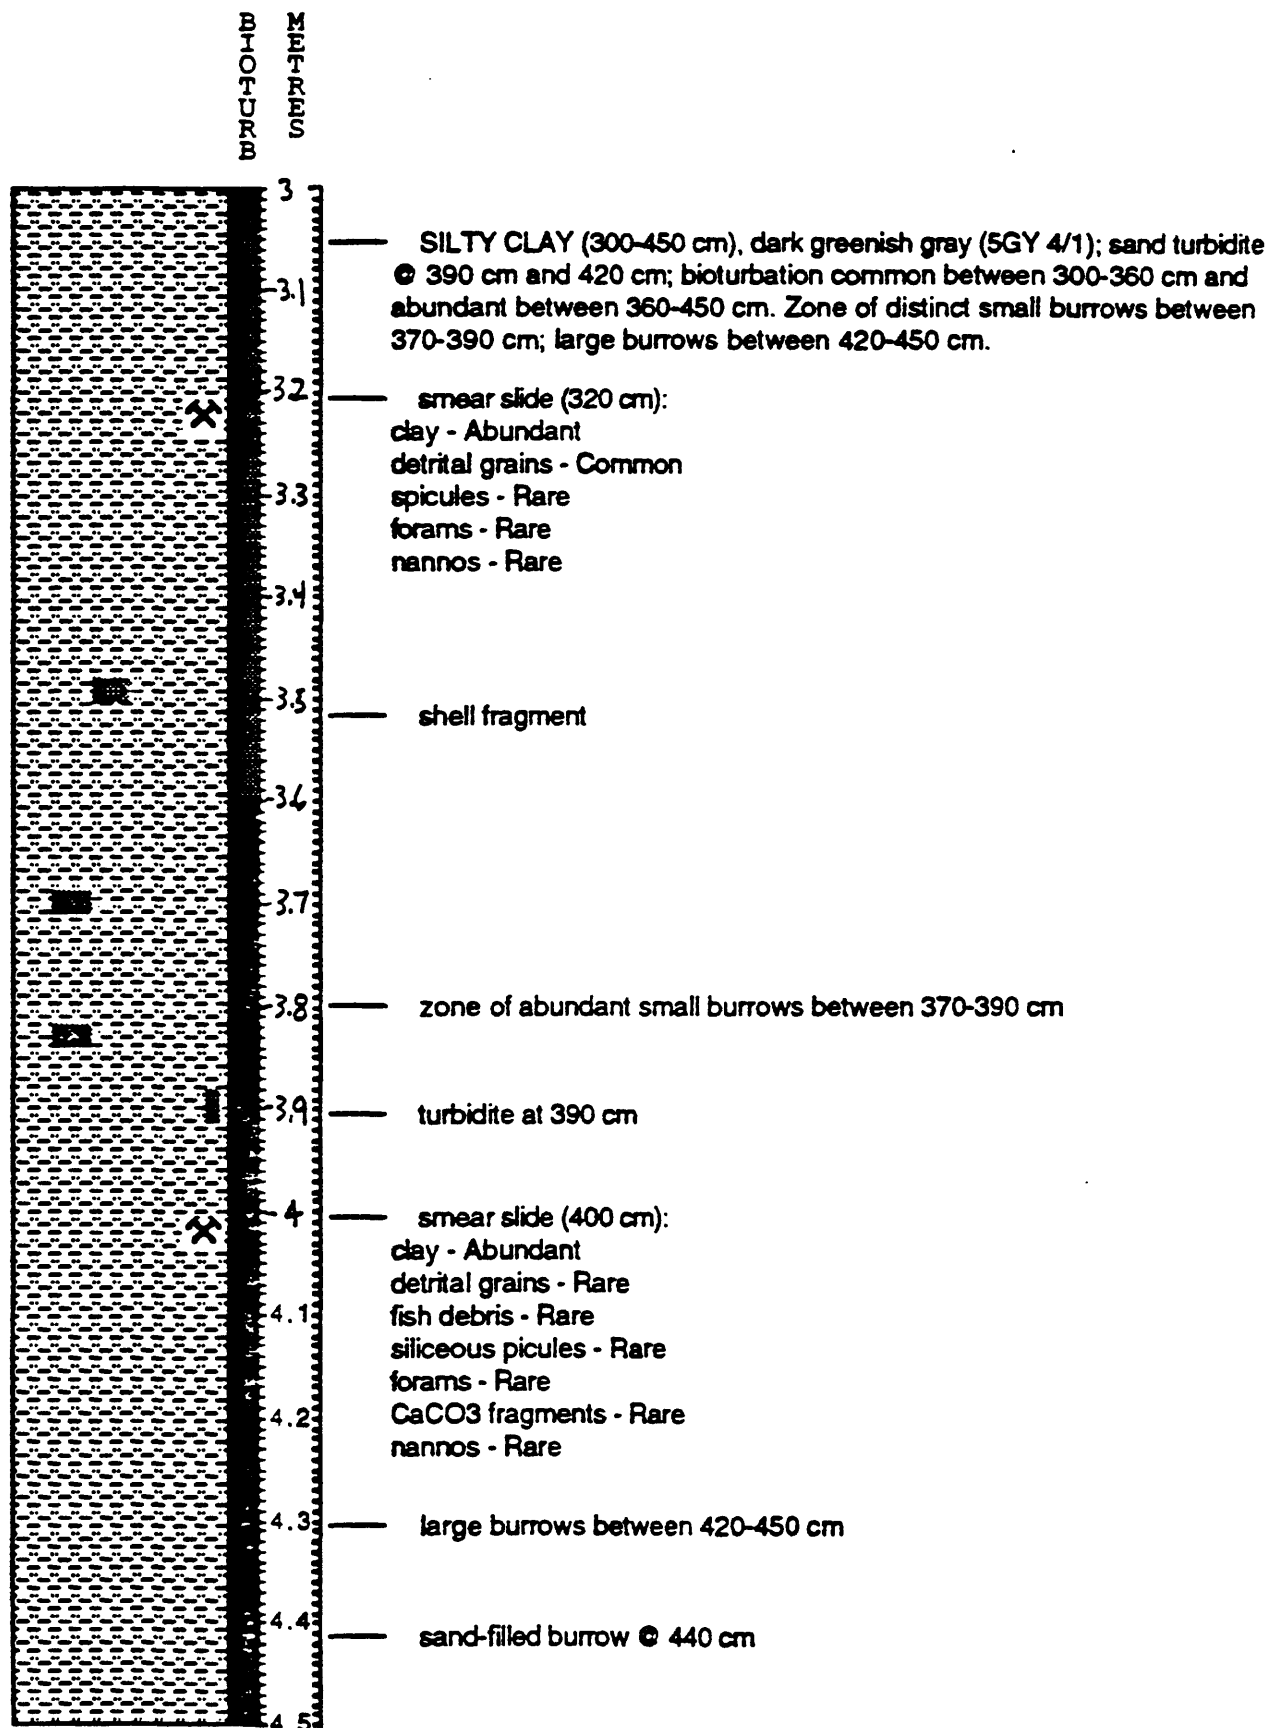 BIOTURB
METRES
3
SILTY CLAY (300-450 cm), dark greenish gray (5GY 4/1); sand turbidite
@ 390 cm and 420 cm; bioturbation common between 300-360 cm and
abundant between 360-450 cm. Zone of distinct small burrows between
370-390 cm; large burrows between 420-450 cm.
3.1
3.2
smear slide (320 cm):
clay - Abundant
detrital grains - Common
spicules - Rare
3.3
forams - Rare
nannos - Rare
3.4
3.5
shell fragment
3.6
3.7
3.8
zone of abundant small burrows between 370-390 cm
3.9
turbidite at 390 cm
4
smear slide (400 cm):
clay - Abundant
detrital grains - Rare
4.1
fish debris - Rare
siliceous picules - Rare
forams - Rare
4.2
CaCO3 fragments - Rare
nannos - Rare
4.3
large burrows between 420-450 cm
4.4
sand-filled burrow @ 440 cm
4.5